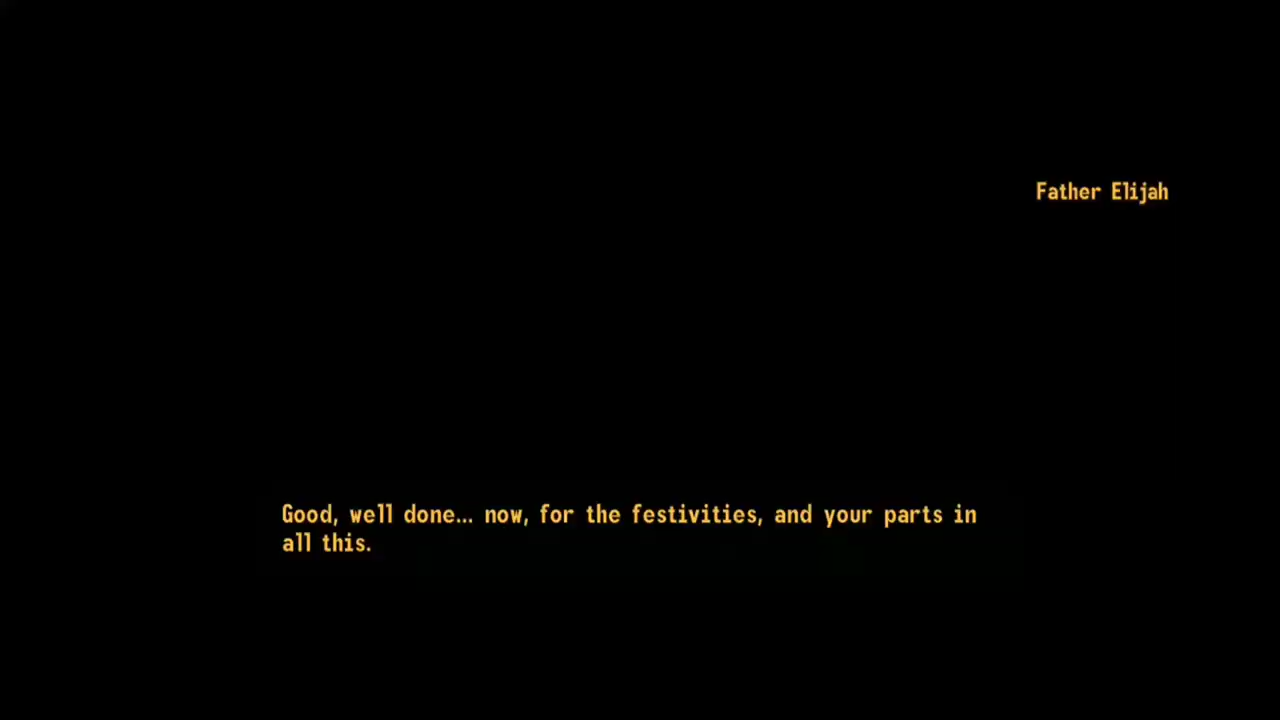 Father Elijah
Good, well done... now, for the festivities, and your parts in
all this.